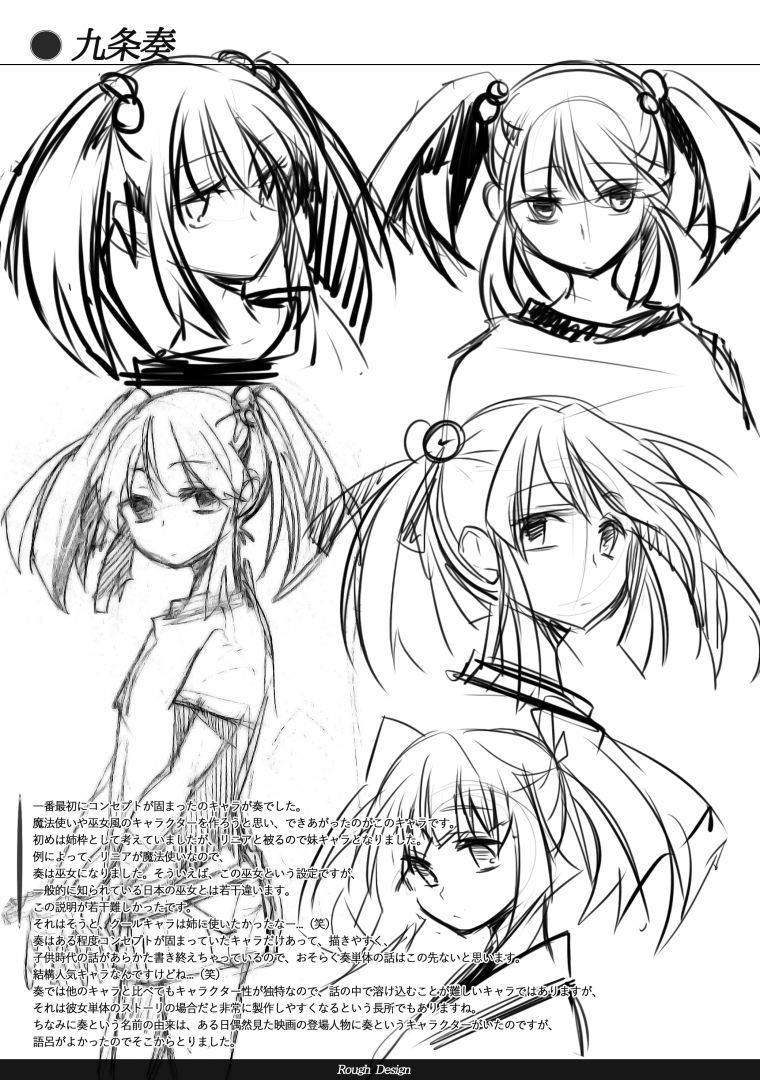 九条奏
一番最初にコンセプトが固まったのキャラが奏でした。
魔法使いや巫女風のキャラクターを作ろうと思い、できあがったのがこのキャラです。
初めは姉枠として考えていましたが、リニアと被るので妹キャラとなりました。
例によって、リニアが魔法使いなので、
奏は巫女になりました。そういえば、この巫女という設定ですが、
一般的に知られている日本の巫女とは若干違います。
この説明が若干難しかったです。
それはそうと、クールキャラは姉に使いたかったなー…（笑）
奏はある程度コンセプトが固まっていたキャラだけあって、描きやすく、
子供時代の話があらかた書き終えちゃっているので、おそらく奏単体の話はこの先ないと思います。
結構人気キャラなんですけどね…（笑）
奏では他のキャラと比べてもキャラクター性が独特なので、話の中で溶け込むことが難しいキャラではありますが、
それは彼女単体のストーリの場合だと非常に製作しやすくなるという長所でもありますね。
ちなみに奏という名前の由来は、ある日偶然見た映画の登場人物に奏というキャラクターがいたのですが、
語呂がよかったのでそこからとりました。
Rough Design